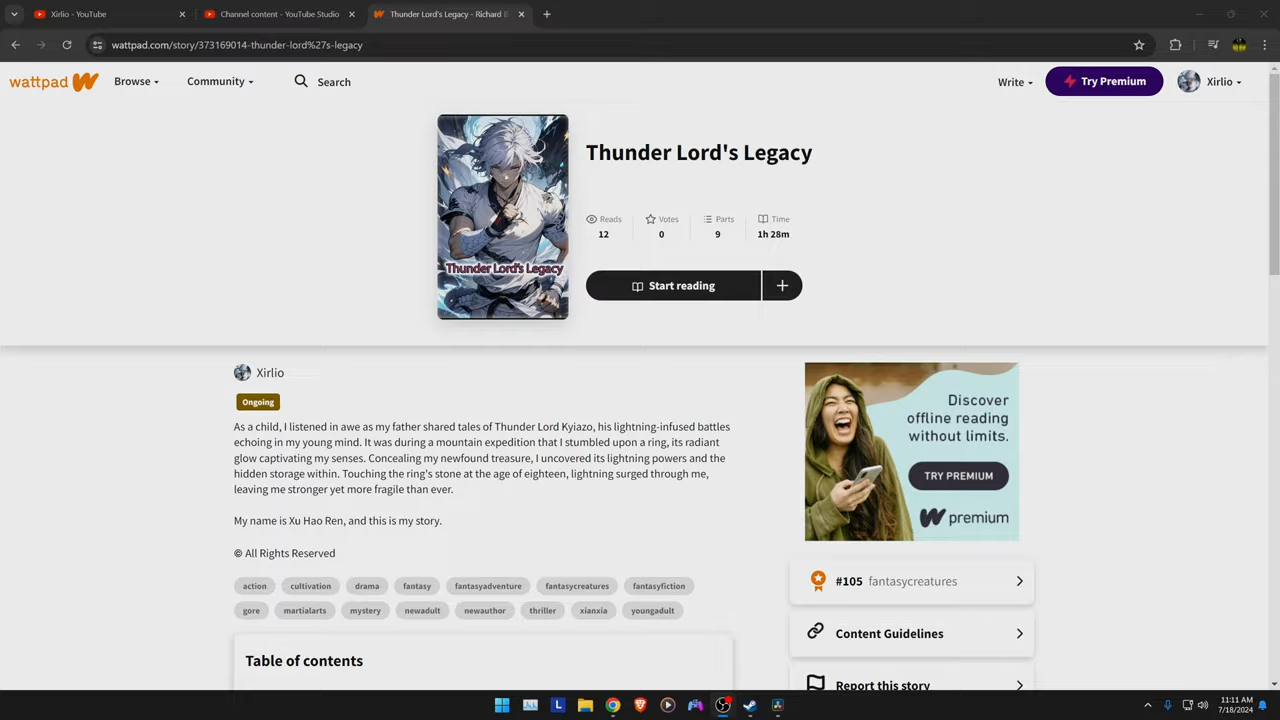 Xirlio - YouTube
Channel content - YouTube Studio
Thunder Lord's Legacy - Richard B
wattpad.com/story/373169014-thunder-lord%27s-legacy
wattpad
Browse
Community
Search
Write
Try Premium
Xirlio
Thunder Lord's Legacy
Reads
Votes
Parts
Time
12
0
9
1h 28m
Thunder Lord's Legacy
Start reading
Xirlio
Ongoing
As a child, I listened in awe as my father shared tales of Thunder Lord Kyiazo, his lightning-infused battles
echoing in my young mind. It was during a mountain expedition that I stumbled upon a ring, its radiant
glow captivating my senses. Concealing my newfound treasure, I uncovered its lightning powers and the
hidden storage within. Touching the ring's stone at the age of eighteen, lightning surged through me,
leaving me stronger yet more fragile than ever.
My name is Xu Hao Ren, and this is my story.
© All Rights Reserved
action cultivation drama fantasy fantasyadventure fantasycreatures fantasyfiction
gore martialarts mystery newadult newauthor thriller xianxia youngadult
Table of contents
Discover
offline reading
without limits.
TRY PREMIUM
premium
#105 fantasycreatures
Content Guidelines
Report this story
11:11 AM
7/18/2024